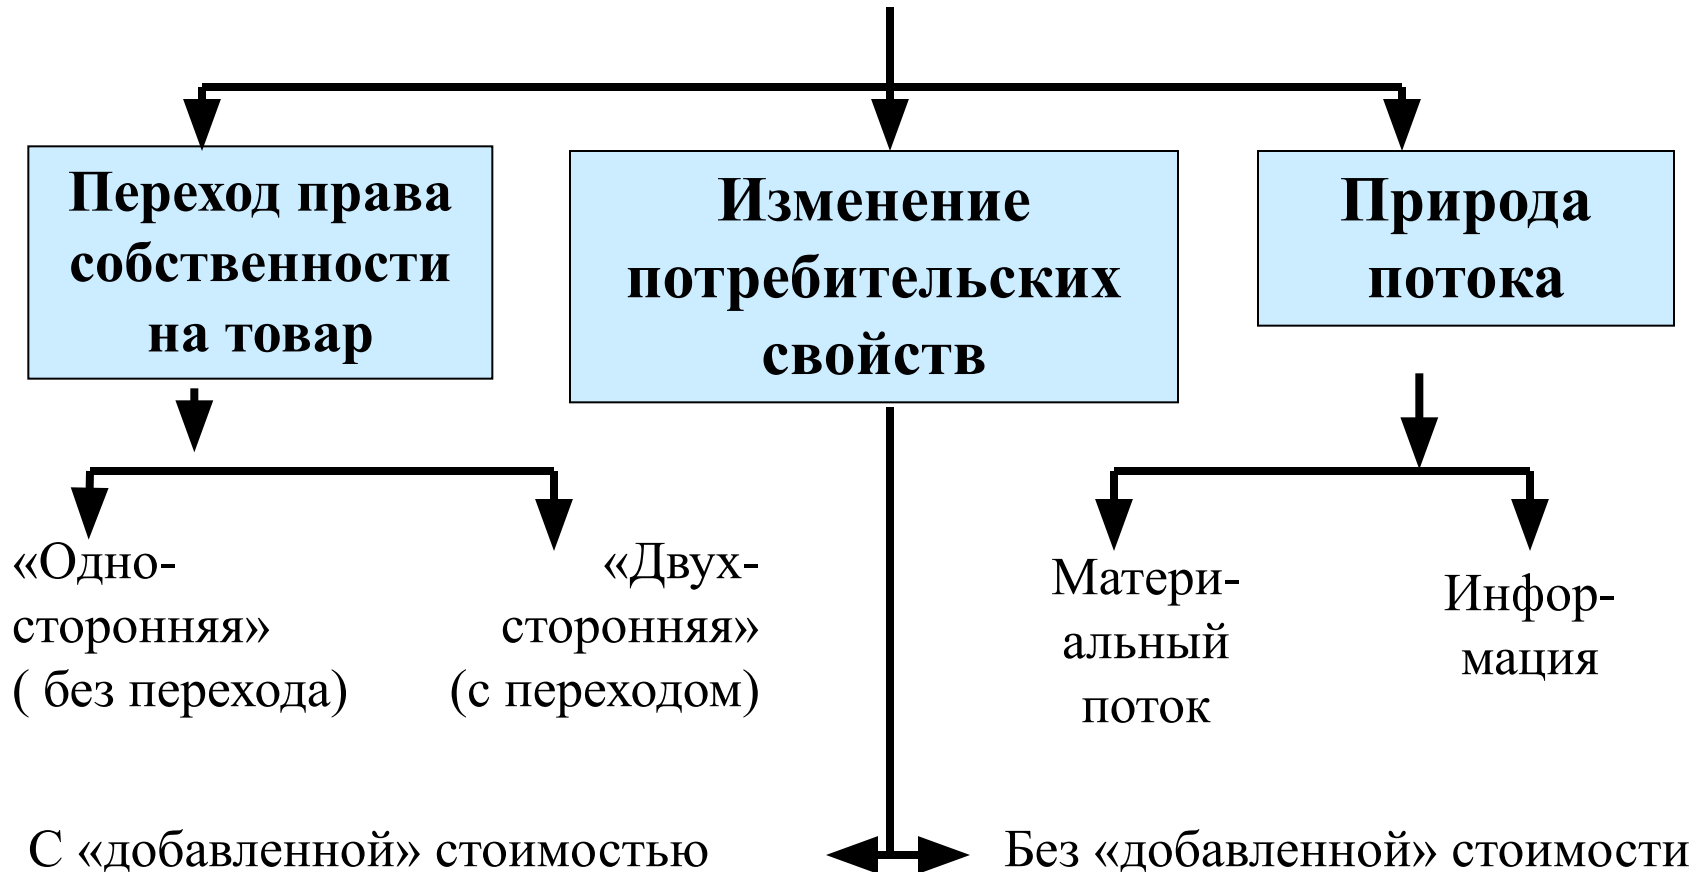 Переход права
собственности
на товар
Изменение
потребительских
свойств
Природа
потока
«Одно-
сторонняя»
( без перехода)
«Двух-
сторонняя»
(с переходом)
Матери-
альный
поток
Инфор-
мация
С «добавленной» стоимостью
Без «добавленной» стоимости